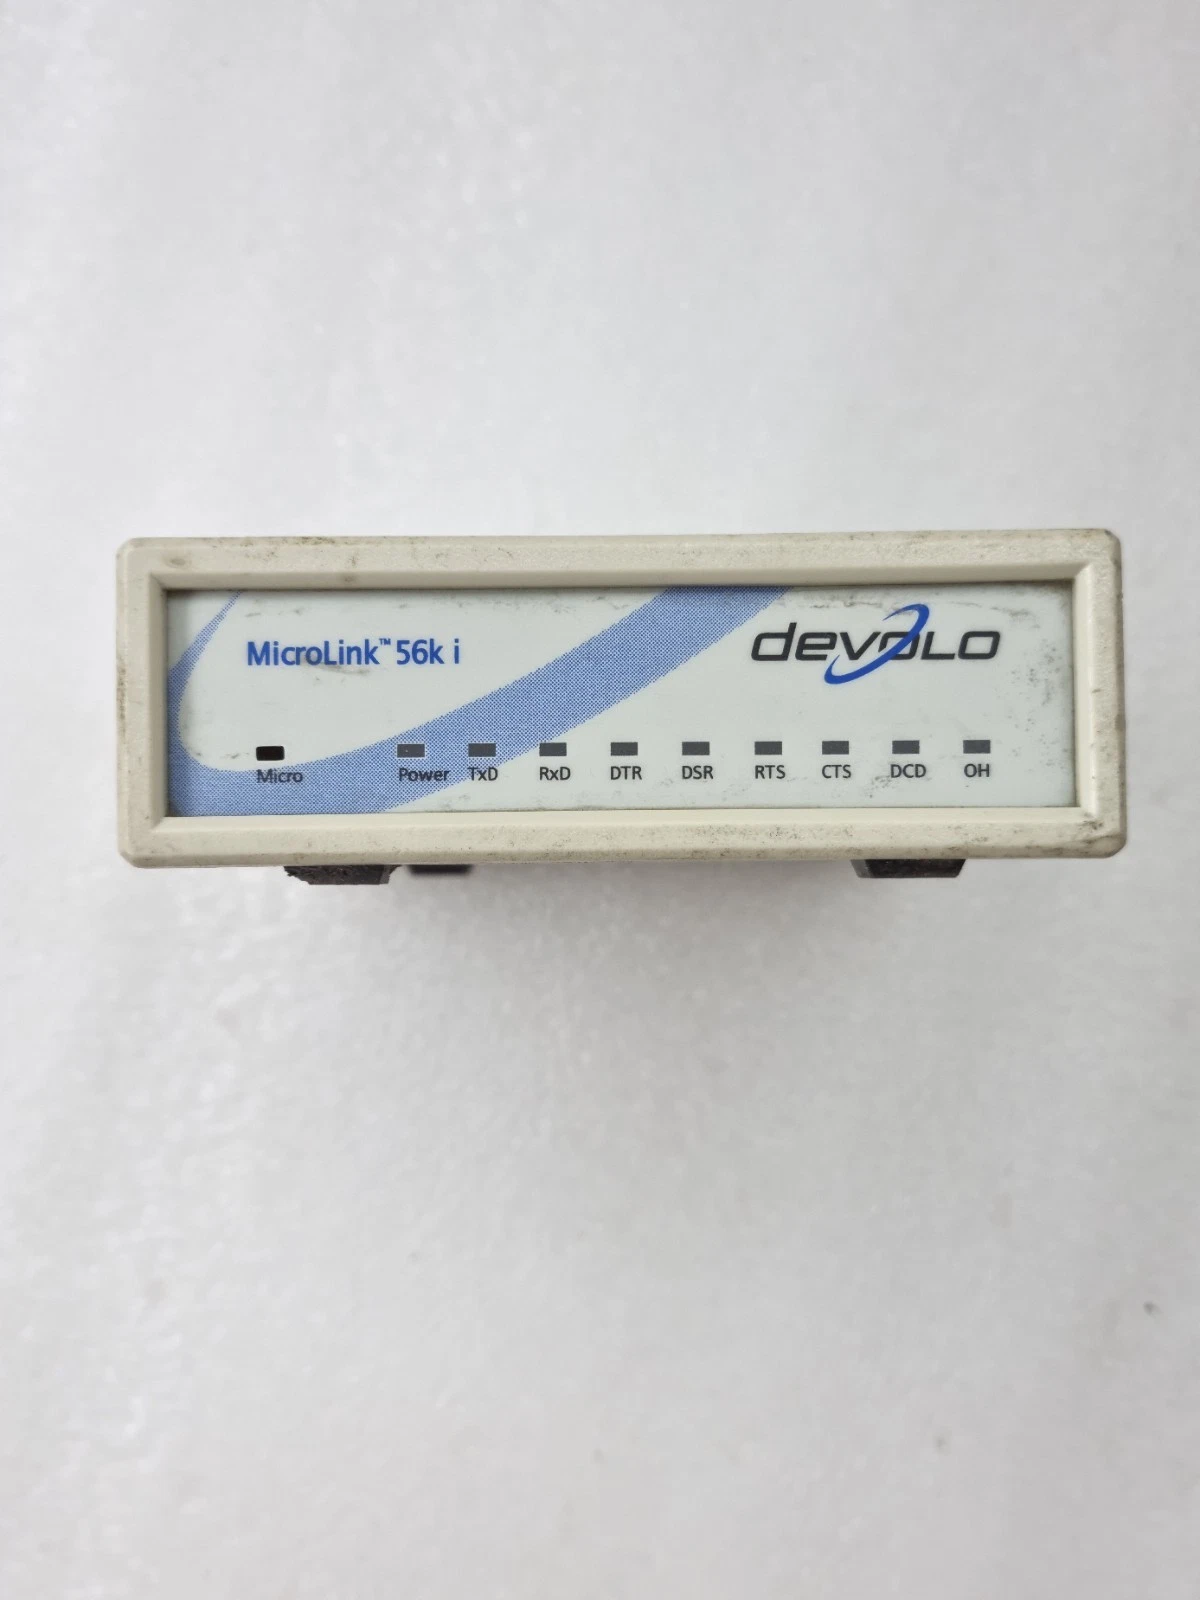 MicroLink™ 56k i
devolo
Micro Power TxD RxD DTR DSR RTS CTS DCD OH